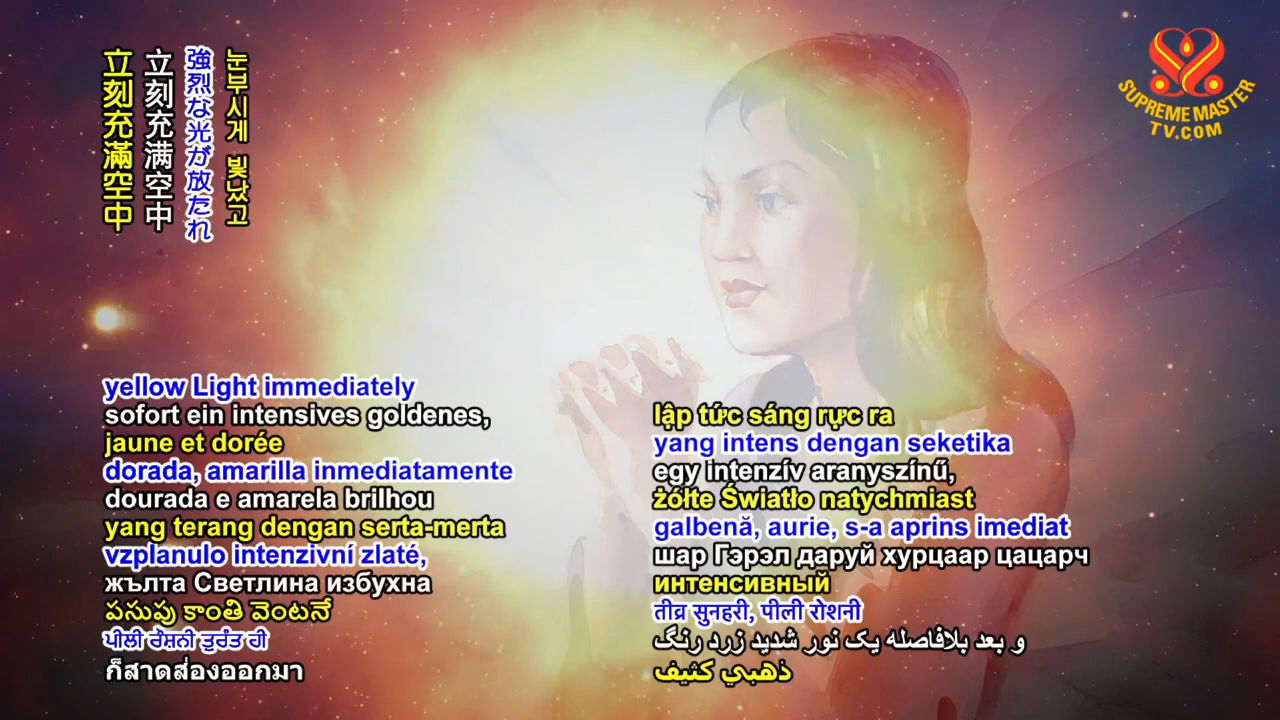 立刻充滿空中
立刻充满空中
強烈な光が放たれ
눈부시게 빛났고
SUPREME MASTER
TV.COM
yellow Light immediately
sofort ein intensives goldenes,
jaune et dorée
dorada, amarilla inmediatamente
dourada e amarela brilhou
yang terang dengan serta-merta
vzplanulo intenzivní zlaté,
жълта Светлина избухна
పసుపు కాంతి వెంటనే
ਪੀਲੀ ਰੌਸ਼ਨੀ ਤੁਰੰਤ ਹੀ
ก็สาดส่องออกมา
lập tức sáng rực ra
yang intens dengan seketika
egy intenzív aranyszínű,
żółte Światło natychmiast
galbenă, aurie, s-a aprins imediat
шар Гэрэл даруй хурцаар цацарч
интенсивный
तीव्र सुनहरी, पीली रोशनी
و بعد بلافاصله یک نور شدید زرد رنگ
ذهبي كثيف